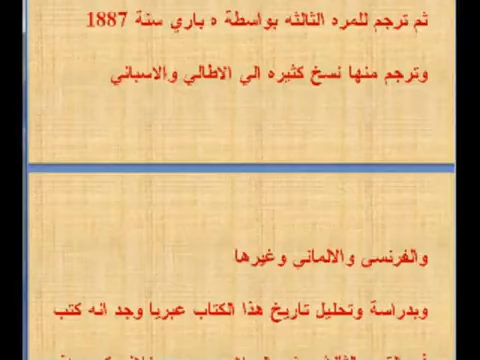 ثم ترجم للمره الثالثه بواسطة ه باري سنة 1887
وترجم منها نسخ كثيره الي الاطالي والاسباني
والفرنسى والالماني وغيرها
وبدراسة وتحليل تاريخ هذا الكتاب عبريا وجد انه كتب